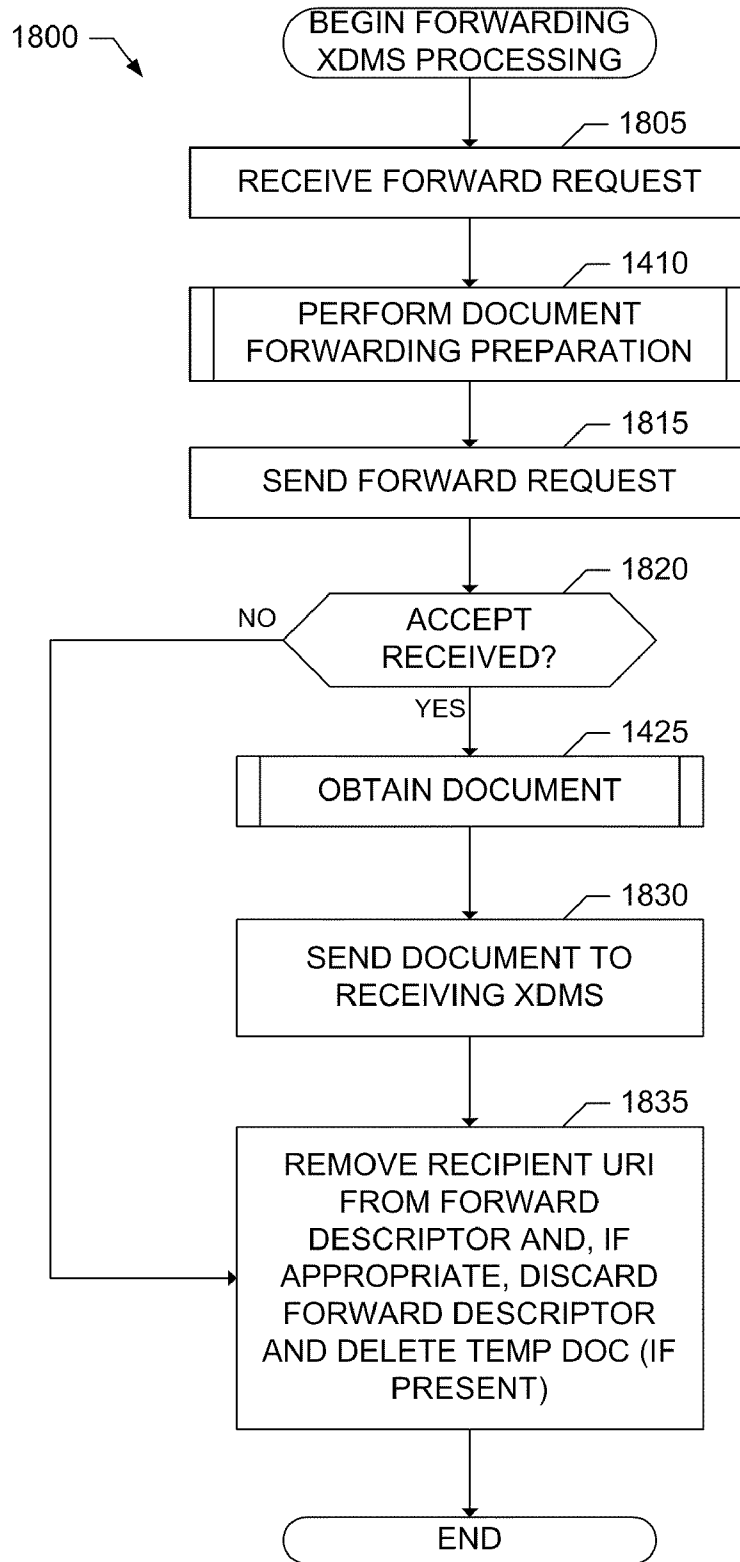 1800
BEGIN FORWARDING
XDMS PROCESSING
1805
RECEIVE FORWARD REQUEST
1410
PERFORM DOCUMENT
FORWARDING PREPARATION
1815
SEND FORWARD REQUEST
1820
NO
ACCEPT
RECEIVED?
YES
1425
OBTAIN DOCUMENT
1830
SEND DOCUMENT TO
RECEIVING XDMS
1835
REMOVE RECIPIENT URI
FROM FORWARD
DESCRIPTOR AND, IF
APPROPRIATE, DISCARD
FORWARD DESCRIPTOR
AND DELETE TEMP DOC (IF
PRESENT)
END